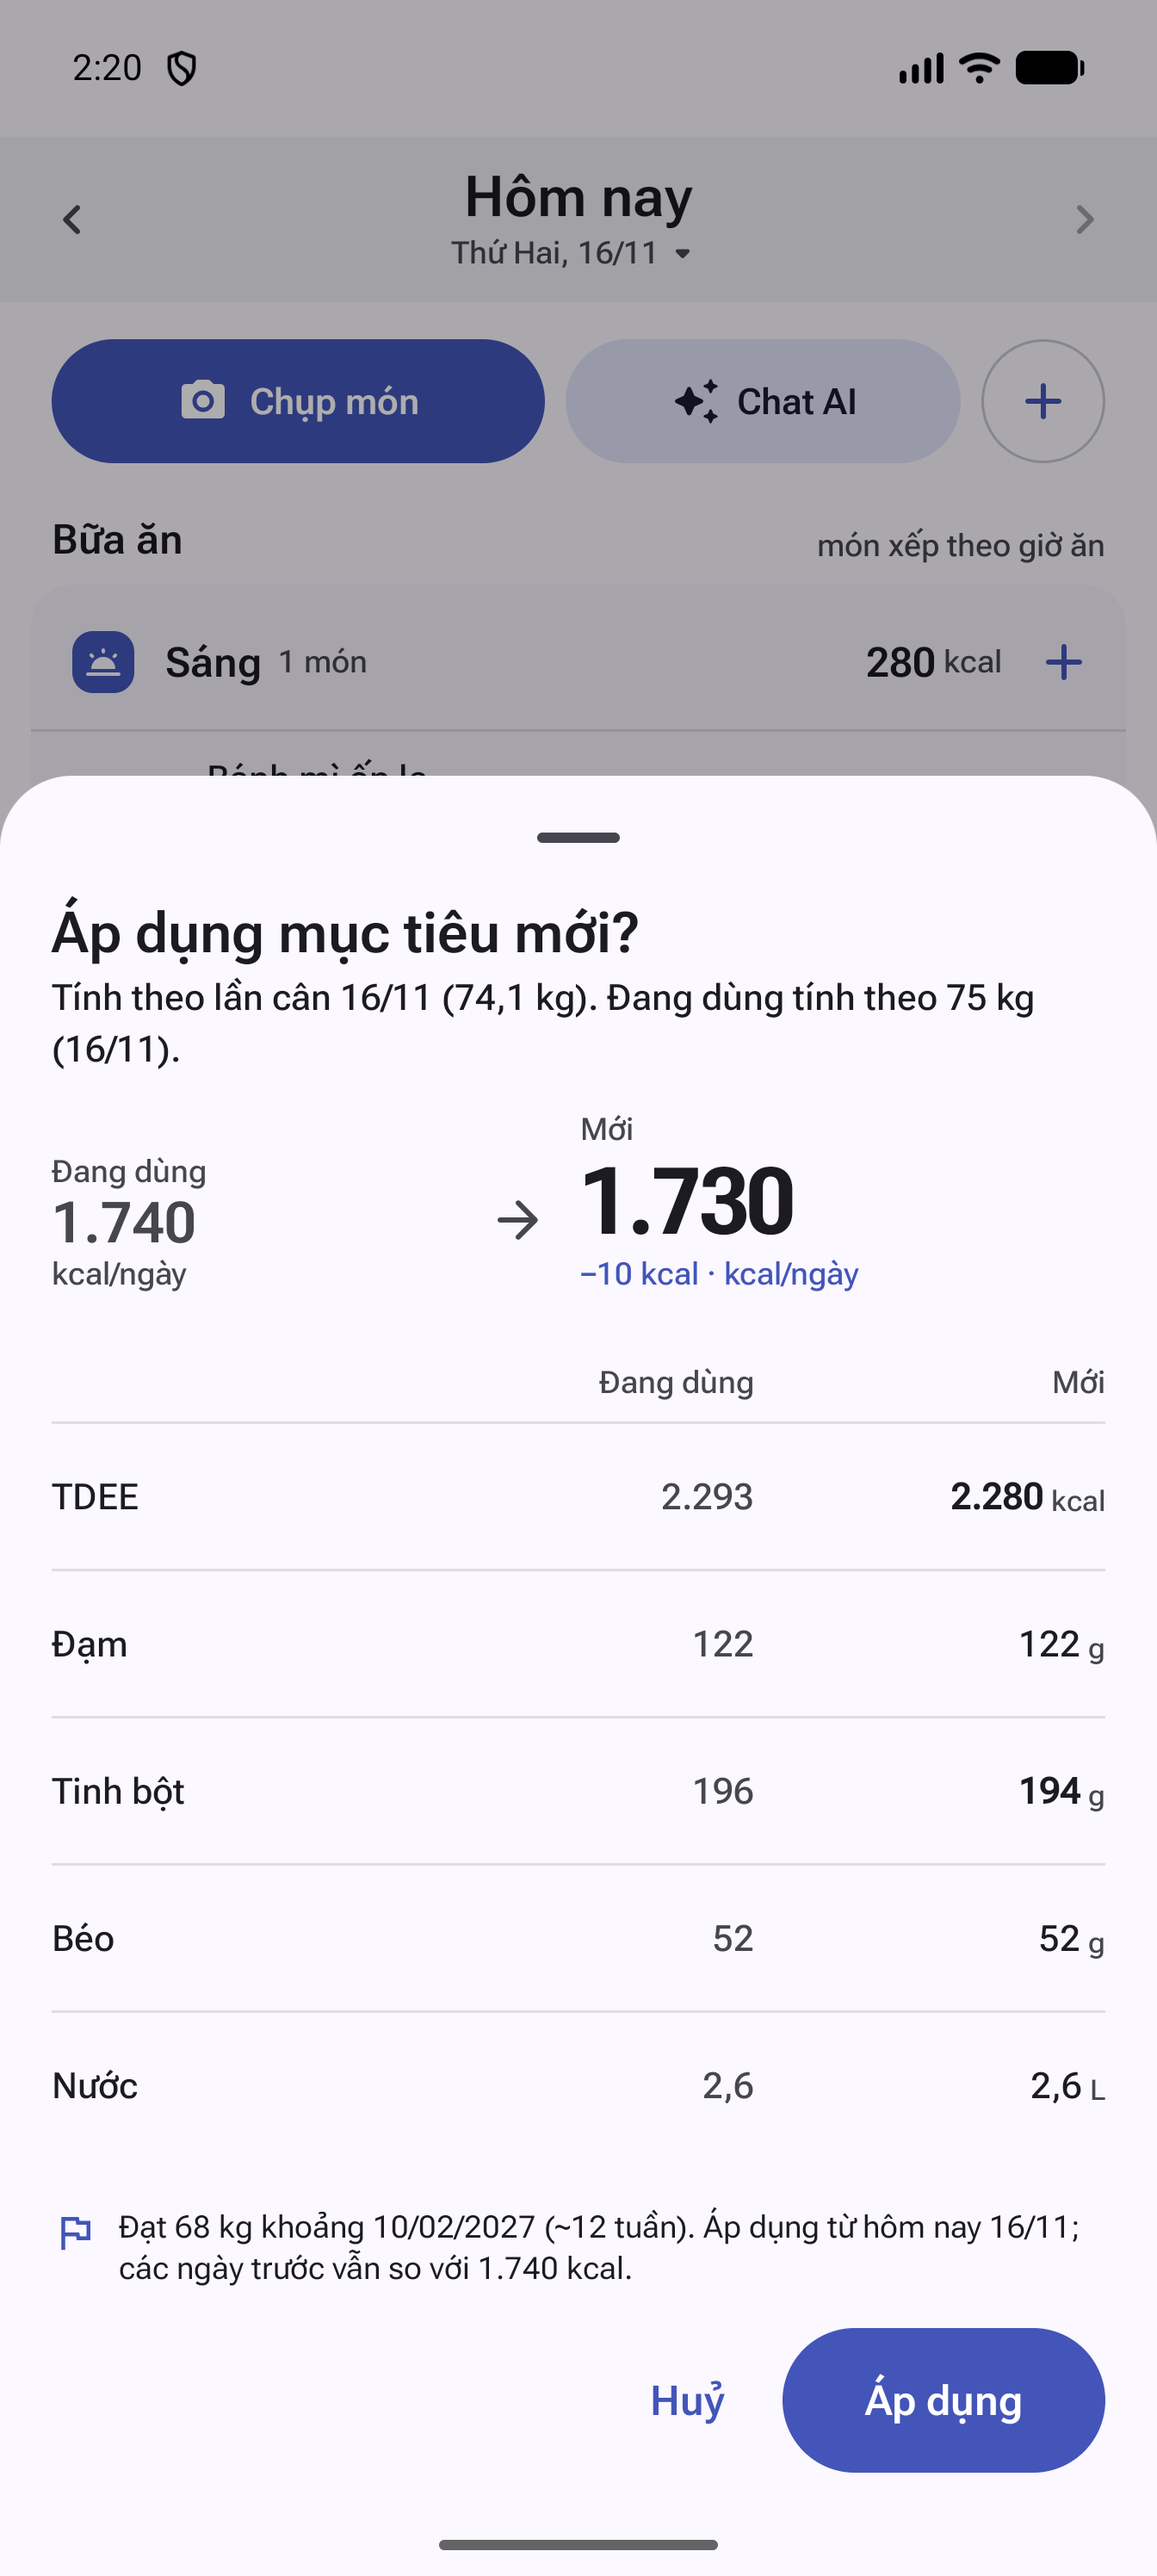 2:20
Hôm nay
Thứ Hai, 16/11
Chụp món
Chat AI
Bữa ăn
món xếp theo giờ ăn
Sáng 1 món 280 kcal
Bánh mì ốp la
Áp dụng mục tiêu mới?
Tính theo lần cân 16/11 (74,1 kg). Đang dùng tính theo 75 kg
(16/11).
Đang dùng
1.740
kcal/ngày
→
Mới
1.730
−10 kcal · kcal/ngày
Đang dùng Mới
TDEE 2.293 2.280 kcal
Đạm 122 122 g
Tinh bột 196 194 g
Béo 52 52 g
Nước 2,6 2,6 L
Đạt 68 kg khoảng 10/02/2027 (~12 tuần). Áp dụng từ hôm nay 16/11;
các ngày trước vẫn so với 1.740 kcal.
Huỷ
Áp dụng